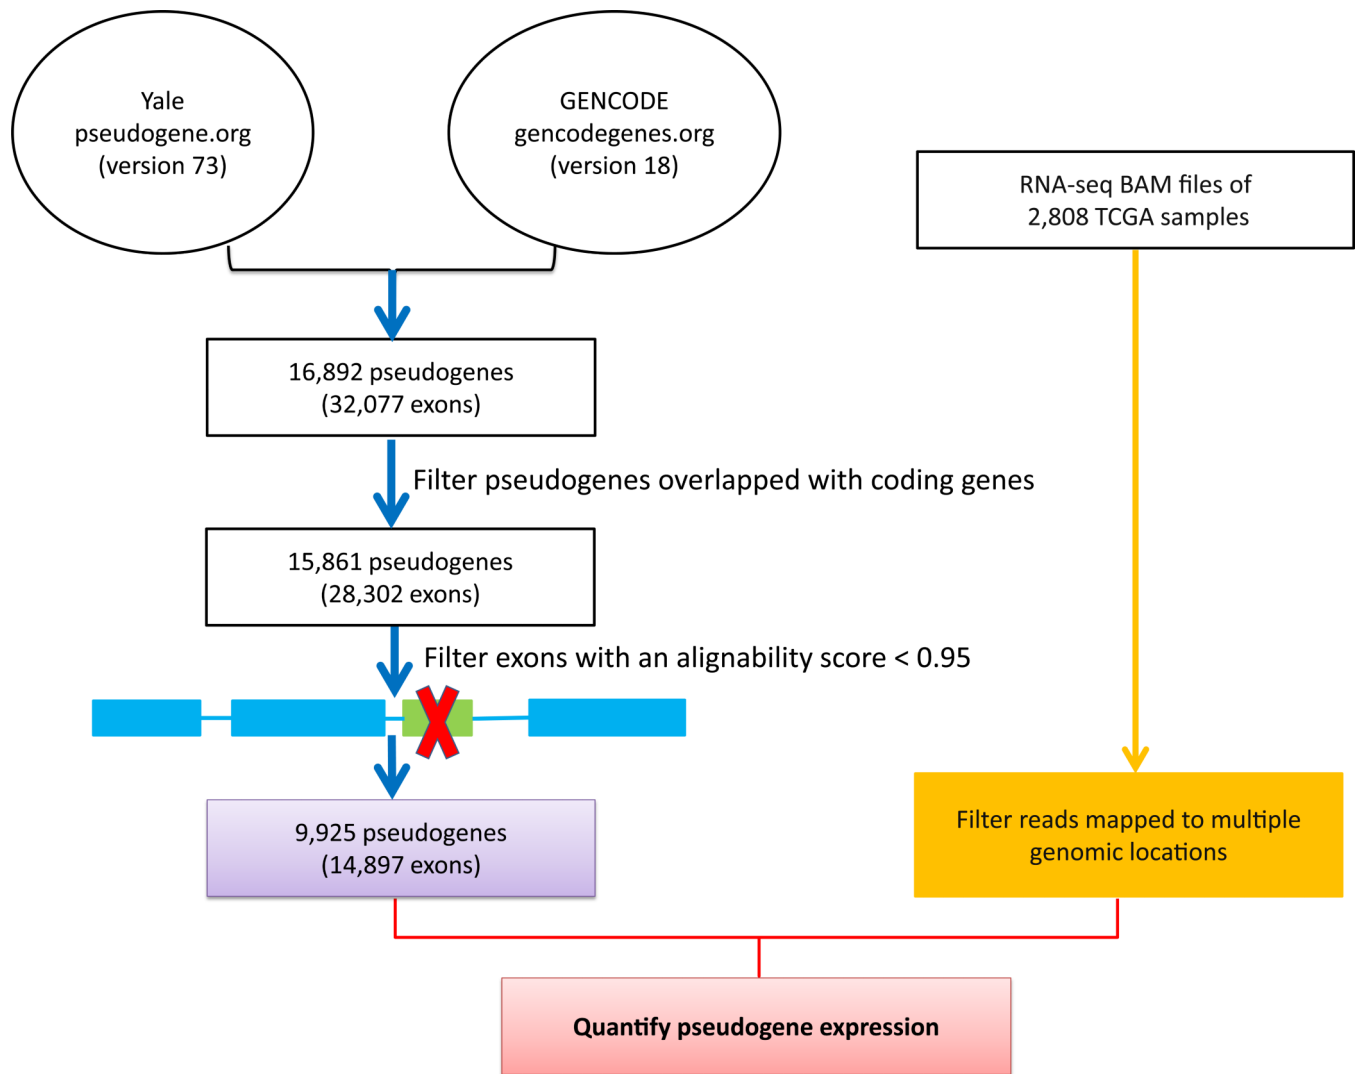 Yale
pseudogene.org
(version 73)
GENCODE
gencodegenes.org
(version 18)
RNA-seq BAM files of
2,808 TCGA samples
16,892 pseudogenes
(32,077 exons)
Filter pseudogenes overlapped with coding genes
15,861 pseudogenes
(28,302 exons)
Filter exons with an alignability score < 0.95
9,925 pseudogenes
(14,897 exons)
Filter reads mapped to multiple
genomic locations
Quantify pseudogene expression